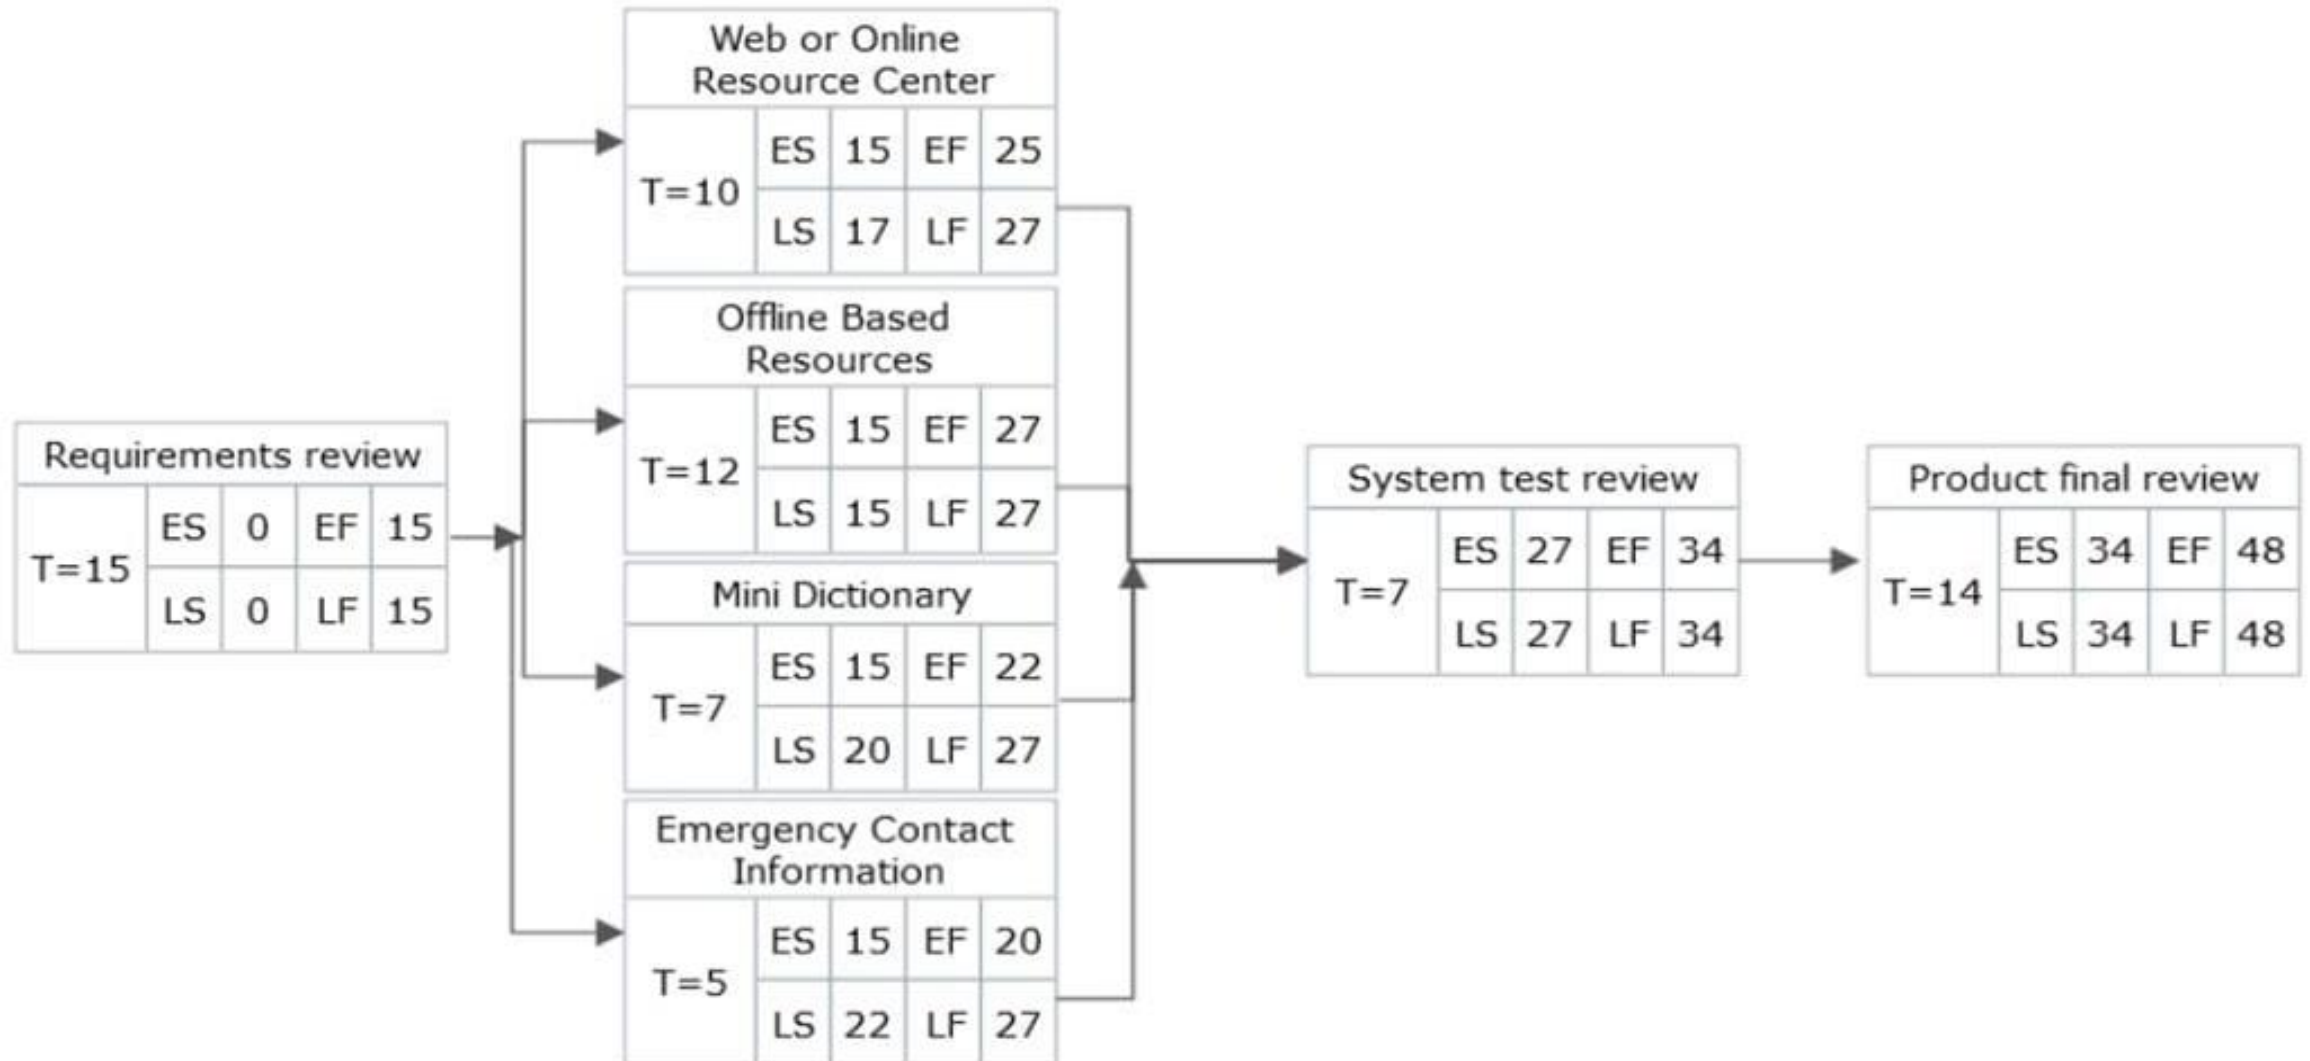 Web or Online
Resource Center
T=10
ES 15 EF 25
LS 17 LF 27
Offline Based
Resources
T=12
ES 15 EF 27
LS 15 LF 27
Requirements review
T=15
ES 0 EF 15
LS 0 LF 15
Mini Dictionary
T=7
ES 15 EF 22
LS 20 LF 27
Emergency Contact
Information
T=5
ES 15 EF 20
LS 22 LF 27
System test review
T=7
ES 27 EF 34
LS 27 LF 34
Product final review
T=14
ES 34 EF 48
LS 34 LF 48